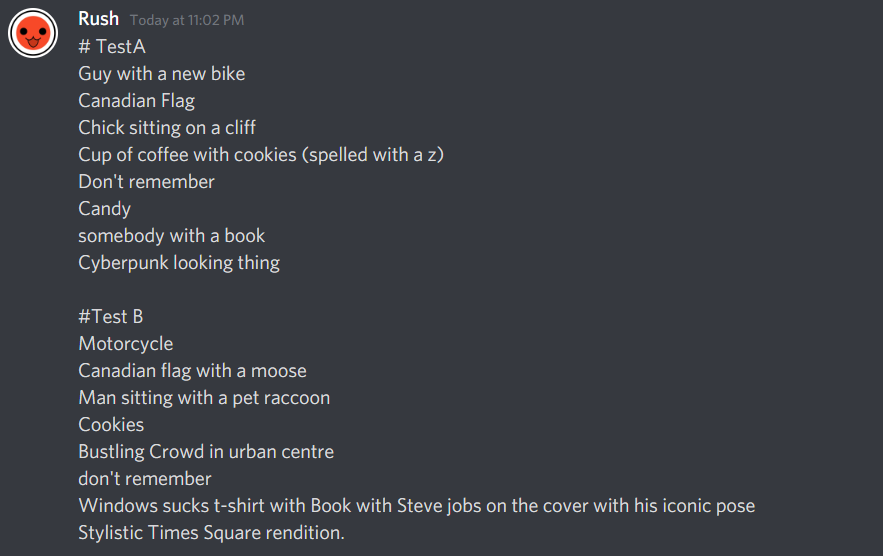 Rush Today at 11:02 PM
# TestA
Guy with a new bike
Canadian Flag
Chick sitting on a cliff
Cup of coffee with cookies (spelled with a z)
Don't remember
Candy
somebody with a book
Cyberpunk looking thing
#Test B
Motorcycle
Canadian flag with a moose
Man sitting with a pet raccoon
Cookies
Bustling Crowd in urban centre
don't remember
Windows sucks t-shirt with Book with Steve jobs on the cover with his iconic pose
Stylistic Times Square rendition.